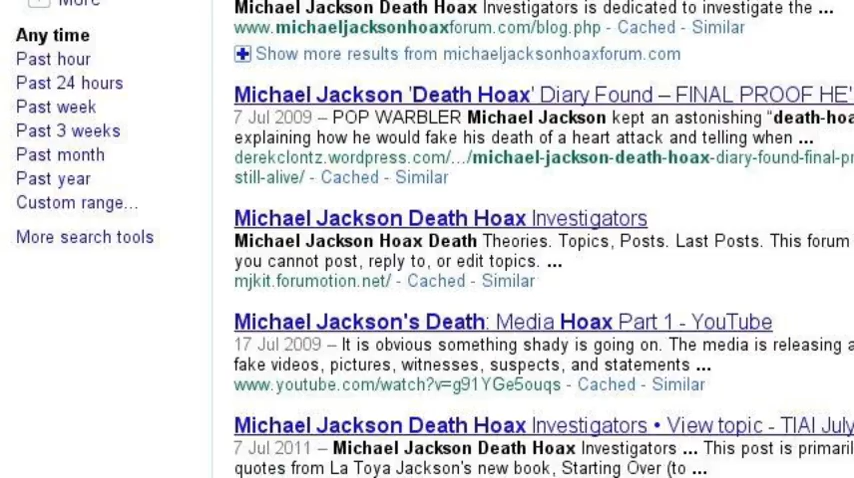 More
Any time
Past hour
Past 24 hours
Past week
Past 3 weeks
Past month
Past year
Custom range...
More search tools
Michael Jackson Death Hoax Investigators is dedicated to investigate the ...
www.michaeljacksonhoaxforum.com/blog.php - Cached - Similar
Show more results from michaeljacksonhoaxforum.com
Michael Jackson 'Death Hoax' Diary Found – FINAL PROOF HE'
7 Jul 2009 – POP WARBLER Michael Jackson kept an astonishing “death-hoa
explaining how he would fake his death of a heart attack and telling when ...
derekclontz.wordpress.com/.../michael-jackson-death-hoax-diary-found-final-pr
still-alive/ - Cached - Similar
Michael Jackson Death Hoax Investigators
Michael Jackson Hoax Death Theories. Topics, Posts. Last Posts. This forum
you cannot post, reply to, or edit topics. ...
mjkit.forumotion.net/ - Cached - Similar
Michael Jackson's Death: Media Hoax Part 1 - YouTube
17 Jul 2009 – It is obvious something shady is going on. The media is releasing a
fake videos, pictures, witnesses, suspects, and statements ...
www.youtube.com/watch?v=g91YGe5ouqs - Cached - Similar
Michael Jackson Death Hoax Investigators • View topic - TIAI July
7 Jul 2011 – Michael Jackson Death Hoax Investigators ... This post is primaril
quotes from La Toya Jackson's new book, Starting Over (to ...